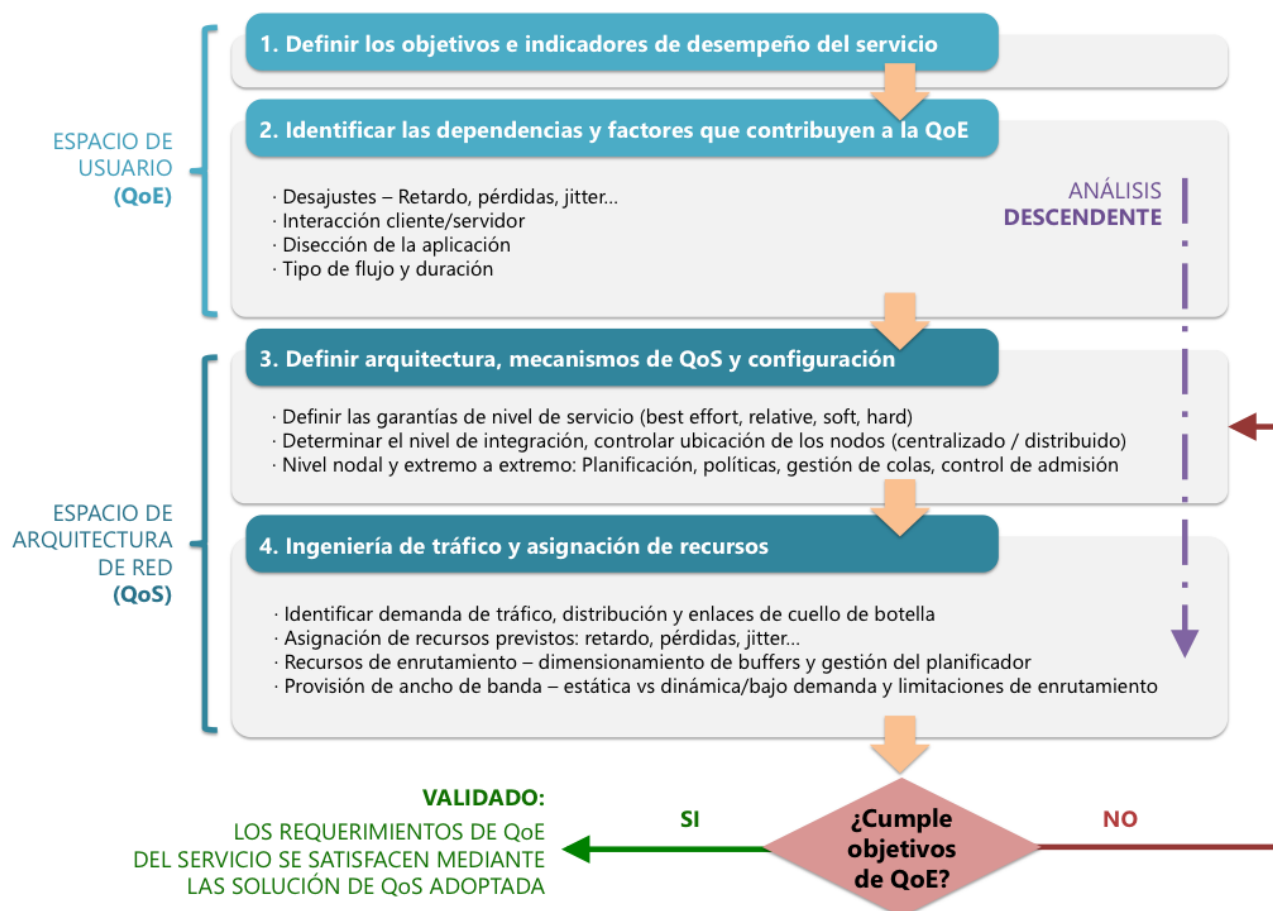 1. Definir los objetivos e indicadores de desempeño del servicio
2. Identificar las dependencias y factores que contribuyen a la QoE
ESPACIO DE
USUARIO
(QoE)
· Desajustes – Retardo, pérdidas, jitter...
· Interacción cliente/servidor
· Disección de la aplicación
· Tipo de flujo y duración
ANÁLISIS
DESCENDENTE
3. Definir arquitectura, mecanismos de QoS y configuración
· Definir las garantías de nivel de servicio (best effort, relative, soft, hard)
· Determinar el nivel de integración, controlar ubicación de los nodos (centralizado / distribuido)
· Nivel nodal y extremo a extremo: Planificación, políticas, gestión de colas, control de admisión
ESPACIO DE
ARQUITECTURA
DE RED
(QoS)
4. Ingeniería de tráfico y asignación de recursos
· Identificar demanda de tráfico, distribución y enlaces de cuello de botella
· Asignación de recursos previstos: retardo, pérdidas, jitter...
· Recursos de enrutamiento – dimensionamiento de buffers y gestión del planificador
· Provisión de ancho de banda – estática vs dinámica/bajo demanda y limitaciones de enrutamiento
VALIDADO:
LOS REQUERIMIENTOS DE QoE
DEL SERVICIO SE SATISFACEN MEDIANTE
LAS SOLUCIÓN DE QoS ADOPTADA
SI
¿Cumple
objetivos
de QoE?
NO